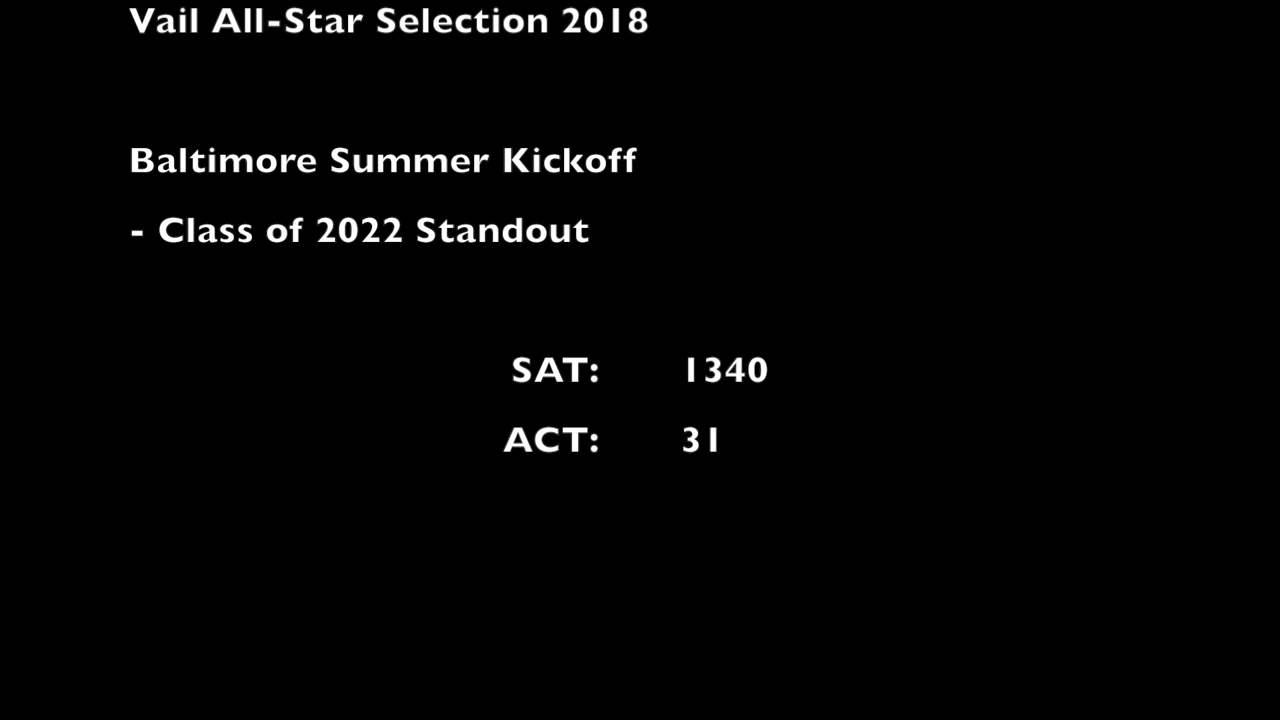 Vail All-Star Selection 2018
Baltimore Summer Kickoff
- Class of 2022 Standout
SAT: 1340
ACT: 31